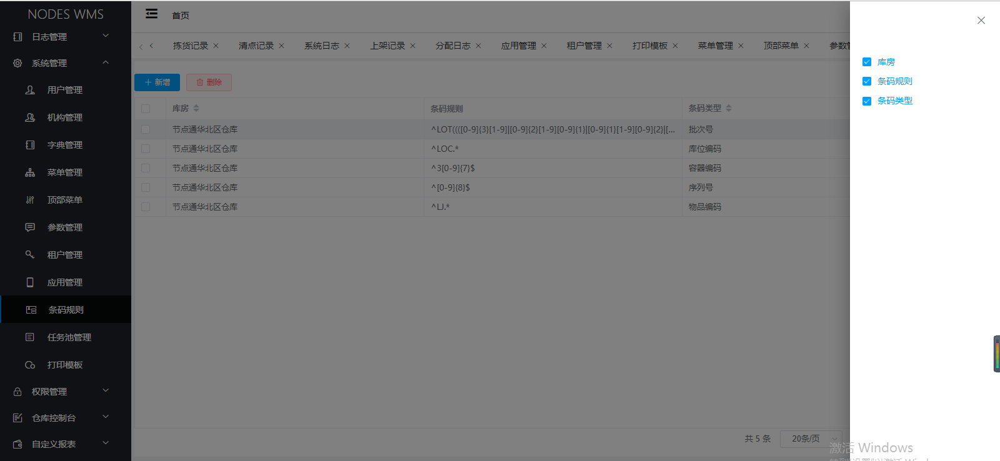 NODES WMS
日志管理
系统管理
用户管理
机构管理
字典管理
菜单管理
顶部菜单
参数管理
租户管理
应用管理
条码规则
任务池管理
打印模板
权限管理
仓库控制台
自定义报表
首页
拣货记录 清点记录 系统日志 上架记录 分配日志 应用管理 租户管理 打印模板 菜单管理 顶部菜单 参数
新增 删除
库房 条码规则 条码类型
节点通华北区仓库 ^LOT((([0-9]{3}[1-9]|[0-9]{2}[1-9][0-9]{1}|[0-9]{1}[1-9][0-9]{2}|[... 批次号
节点通华北区仓库 ^LOC.* 库位编码
节点通华北区仓库 ^3[0-9]{7}$ 容器编码
节点通华北区仓库 ^[0-9]{8}$ 序列号
节点通华北区仓库 ^LJ.* 物品编码
共 5 条 20条/页
库房
条码规则
条码类型
激活 Windows